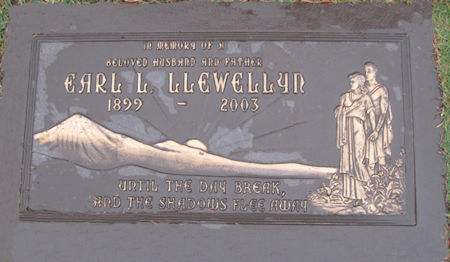 IN MEMORY OF A
BELOVED HUSBAND AND FATHER
EARL L. LLEWELLYN
1899 - 2003
UNTIL THE DAY BREAK,
AND THE SHADOWS FLEE AWAY